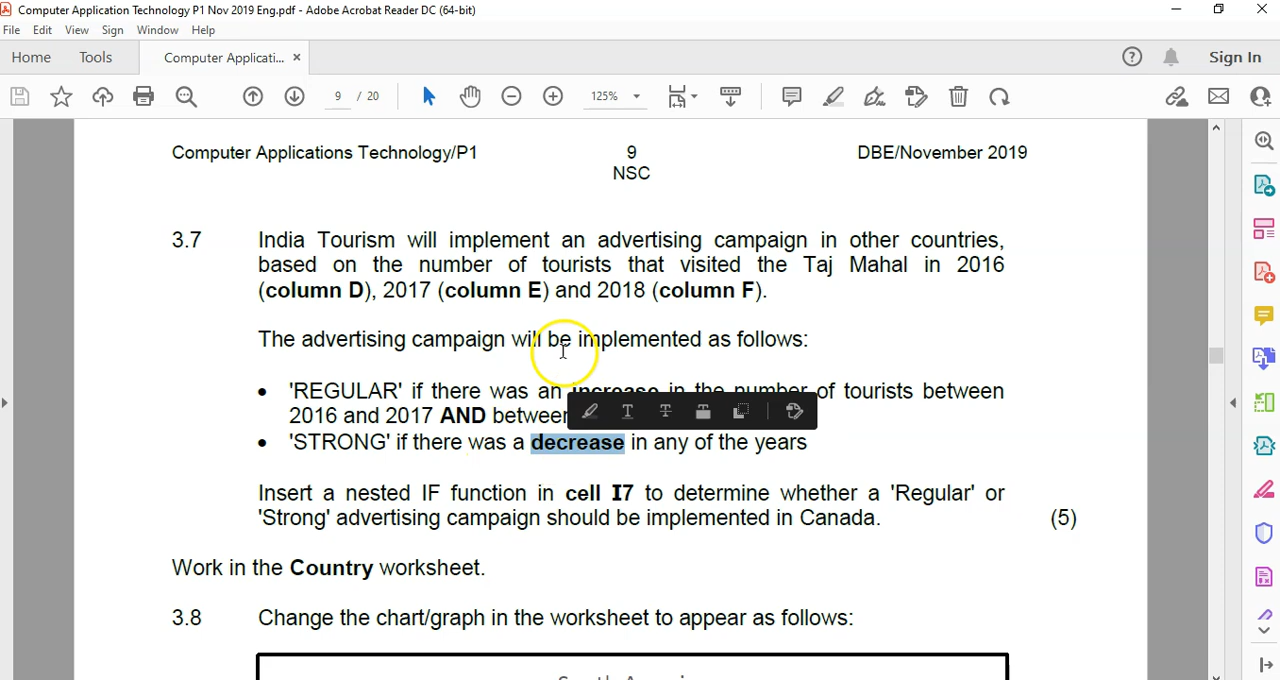 Computer Application Technology P1 Nov 2019 Eng.pdf - Adobe Acrobat Reader DC (64-bit)
File Edit View Sign Window Help
Home Tools Computer Applicati... Sign In
9 / 20 125%
Computer Applications Technology/P1 9 DBE/November 2019
NSC
3.7 India Tourism will implement an advertising campaign in other countries,
based on the number of tourists that visited the Taj Mahal in 2016
(column D), 2017 (column E) and 2018 (column F).
The advertising campaign will be implemented as follows:
• 'REGULAR' if there was an increase in the number of tourists between
2016 and 2017 AND between
• 'STRONG' if there was a decrease in any of the years
Insert a nested IF function in cell I7 to determine whether a 'Regular' or
'Strong' advertising campaign should be implemented in Canada. (5)
Work in the Country worksheet.
3.8 Change the chart/graph in the worksheet to appear as follows: